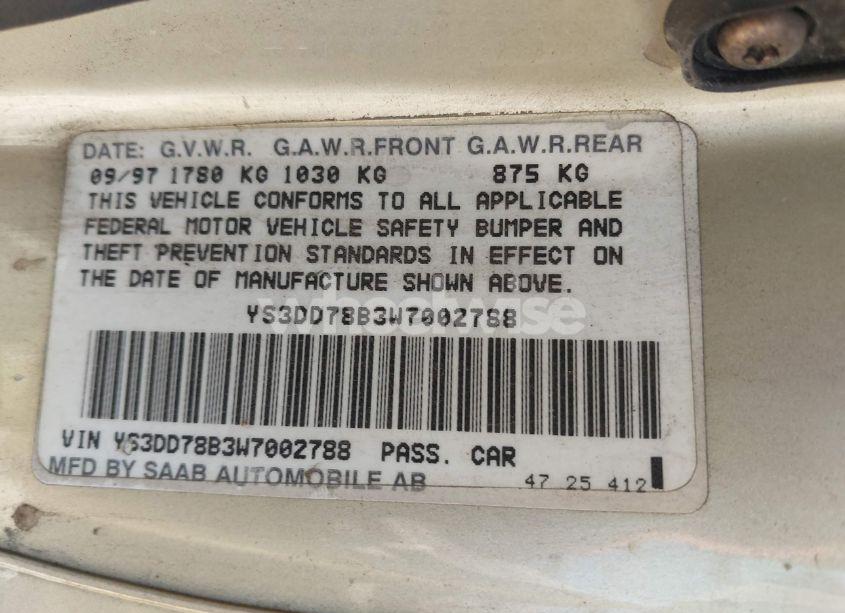 DATE: G.V.W.R. G.A.W.R.FRONT G.A.W.R.REAR
09/97 1780 KG 1030 KG 875 KG
THIS VEHICLE CONFORMS TO ALL APPLICABLE
FEDERAL MOTOR VEHICLE SAFETY BUMPER AND
THEFT PREVENTION STANDARDS IN EFFECT ON
THE DATE OF MANUFACTURE SHOWN ABOVE.
wheelwise
YS3DD78B3W7002788
VIN YS3DD78B3W7002788 PASS. CAR
MFD BY SAAB AUTOMOBILE AB
47 25 412